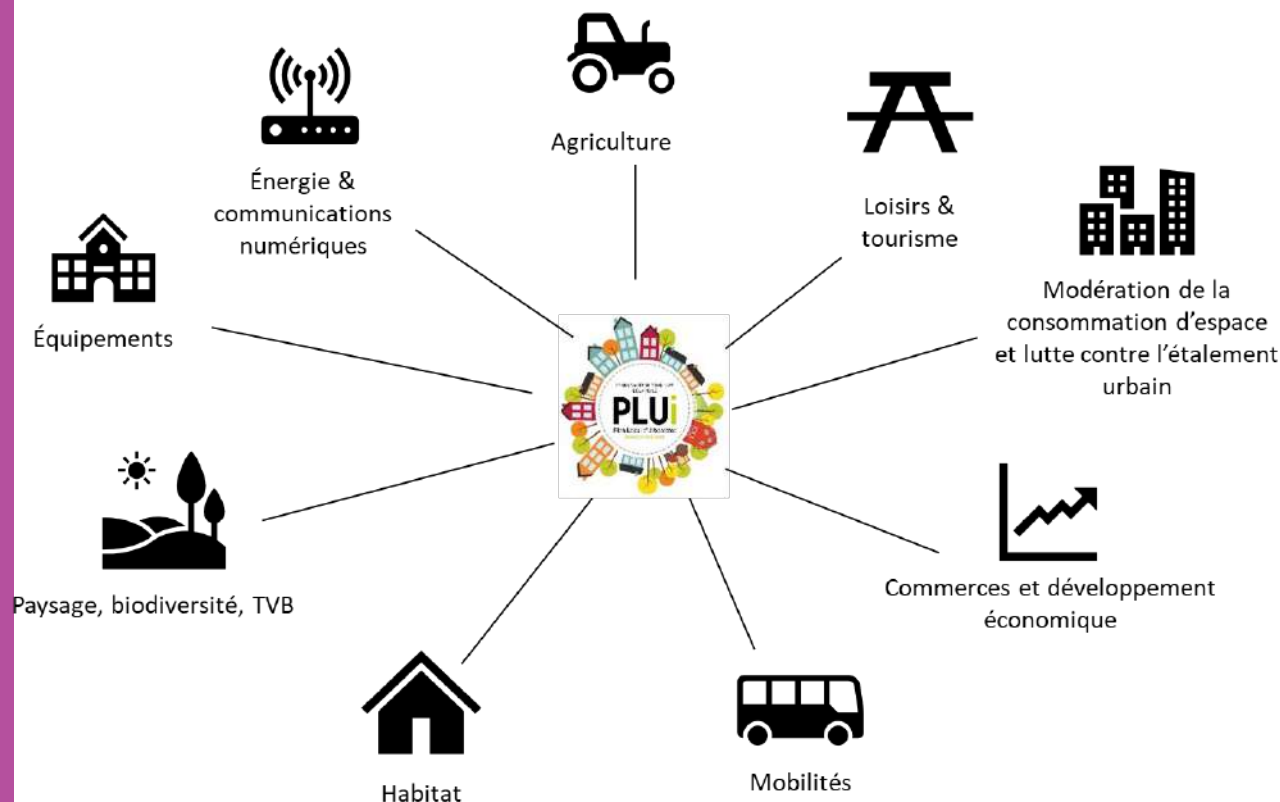 Agriculture
Énergie &
communications
numériques
Loisirs &
tourisme
Équipements
Modération de la
consommation d'espace
et lutte contre l'étalement
urbain
PLUi
Paysage, biodiversité, TVB
Commerces et développement
économique
Habitat
Mobilités